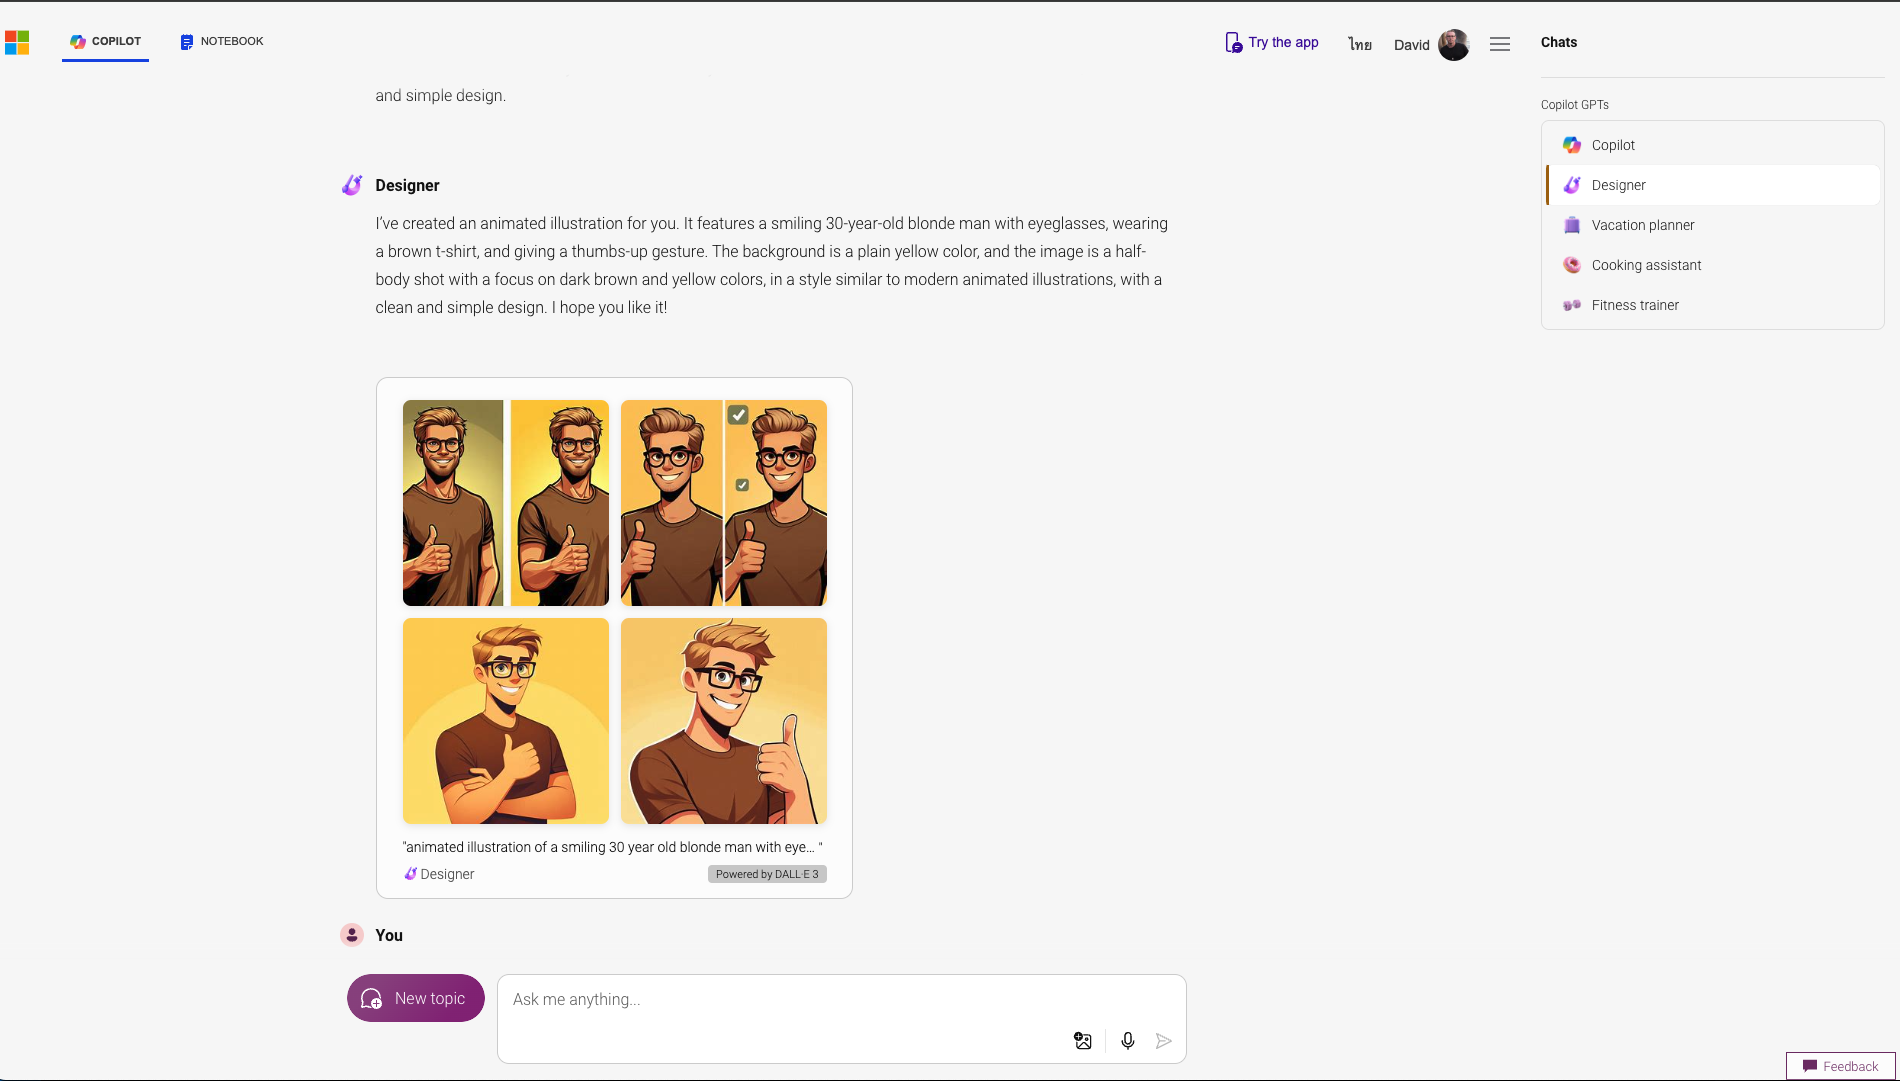 COPILOT
NOTEBOOK
Try the app
ไทย
David
Chats
and simple design.
Designer
I've created an animated illustration for you. It features a smiling 30-year-old blonde man with eyeglasses, wearing
a brown t-shirt, and giving a thumbs-up gesture. The background is a plain yellow color, and the image is a half-
body shot with a focus on dark brown and yellow colors, in a style similar to modern animated illustrations, with a
clean and simple design. I hope you like it!
"animated illustration of a smiling 30 year old blonde man with eye... "
Designer
Powered by DALL·E 3
You
New topic
Ask me anything...
Copilot GPTs
Copilot
Designer
Vacation planner
Cooking assistant
Fitness trainer
Feedback